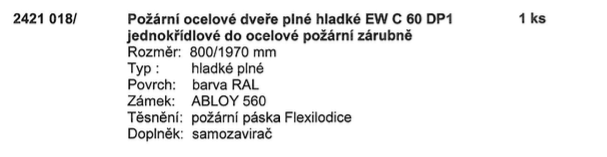 2421 018/ Požární ocelové dveře plné hladké EW C 60 DP1 1 ks
jednokřídlové do ocelové požární zárubně
Rozměr: 800/1970 mm
Typ : hladké plné
Povrch: barva RAL
Zámek: ABLOY 560
Těsnění: požární páska Flexilodice
Doplněk: samozavirač